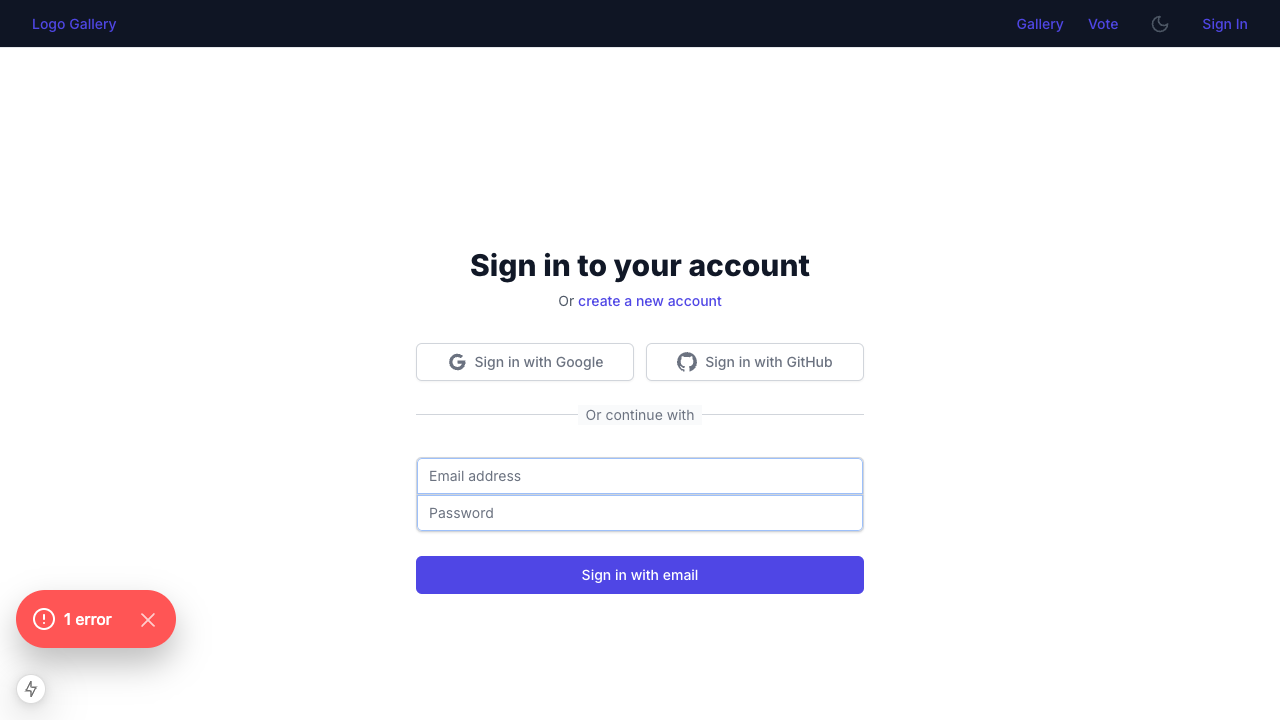 Logo Gallery
Gallery
Vote
Sign In
Sign in to your account
Or create a new account
Sign in with Google
Sign in with GitHub
Or continue with
Email address
Password
Sign in with email
1 error